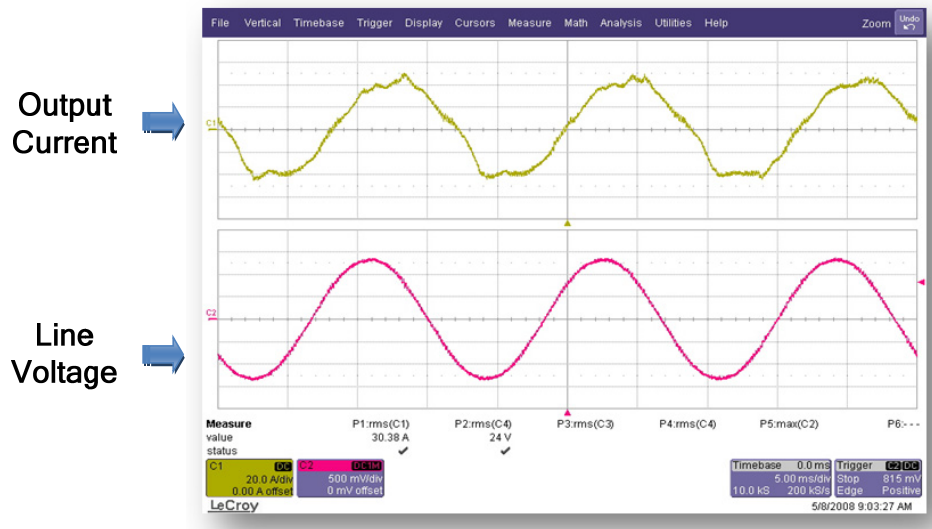 File Vertical Timebase Trigger Display Cursors Measure Math Analysis Utilities Help Zoom Undo
Output
Current
C1
C2
Line
Voltage
Measure P1:rms(C1) P2:rms(C4) P3:rms(C3) P4:rms(C4) P5:max(C2) P6:- - -
value 30.38 A 24 V
status
C1 DC
20.0 A/div
0.00 A offset
C2 DC1M
500 mV/div
0 mV offset
Timebase 0.0 ms
5.00 ms/div
10.0 kS 200 kS/s
Trigger C2 DC
Stop 815 mV
Edge Positive
LeCroy
5/8/2008 9:03:27 AM